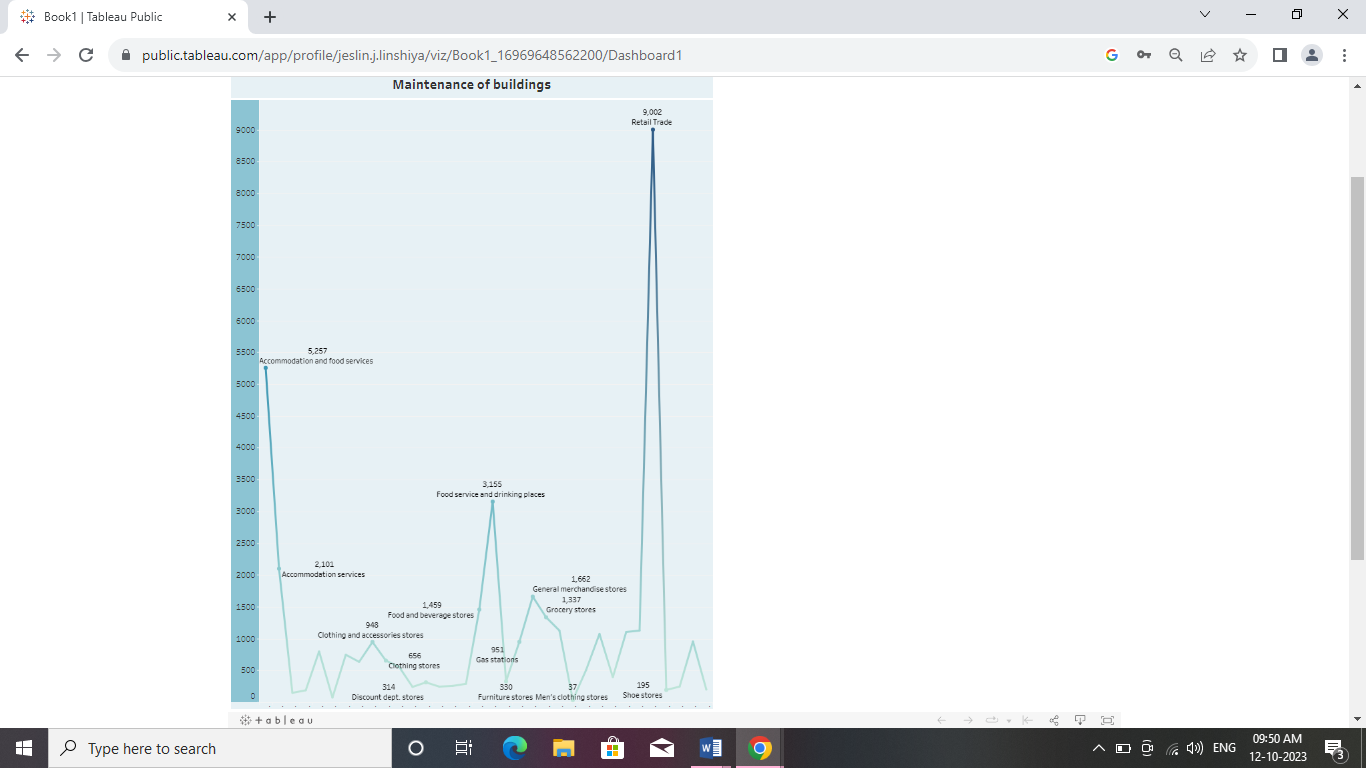 Book1 | Tableau Public
public.tableau.com/app/profile/jeslin.j.linshiya/viz/Book1_16969648562200/Dashboard1
Maintenance of buildings
9,002
Retail Trade
9000
8500
8000
7500
7000
6500
6000
5500
5,257
Accommodation and food services
5000
4500
4000
3500
3,155
Food service and drinking places
3000
2500
2,101
Accommodation services
2000
1,662
General merchandise stores
1,459
Food and beverage stores
1,337
Grocery stores
1500
948
Clothing and accessories stores
1000
656
Clothing stores
951
Gas stations
500
314
Discount dept. stores
330
Furniture stores
37
Men's clothing stores
195
Shoe stores
0
+ a b | e a u
Type here to search
W
ENG
09:50 AM
12-10-2023
3